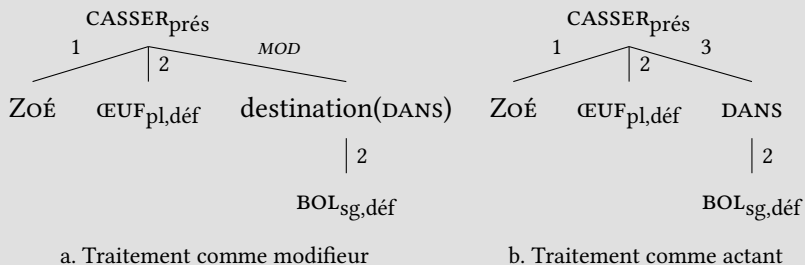 CASSERprés CASSERprés
1 2 MOD 1 2 3
ZOÉ ŒUFpl,déf destination(DANS) ZOÉ ŒUFpl,déf DANS
2 2
BOLsg,déf BOLsg,déf
a. Traitement comme modifieur b. Traitement comme actant